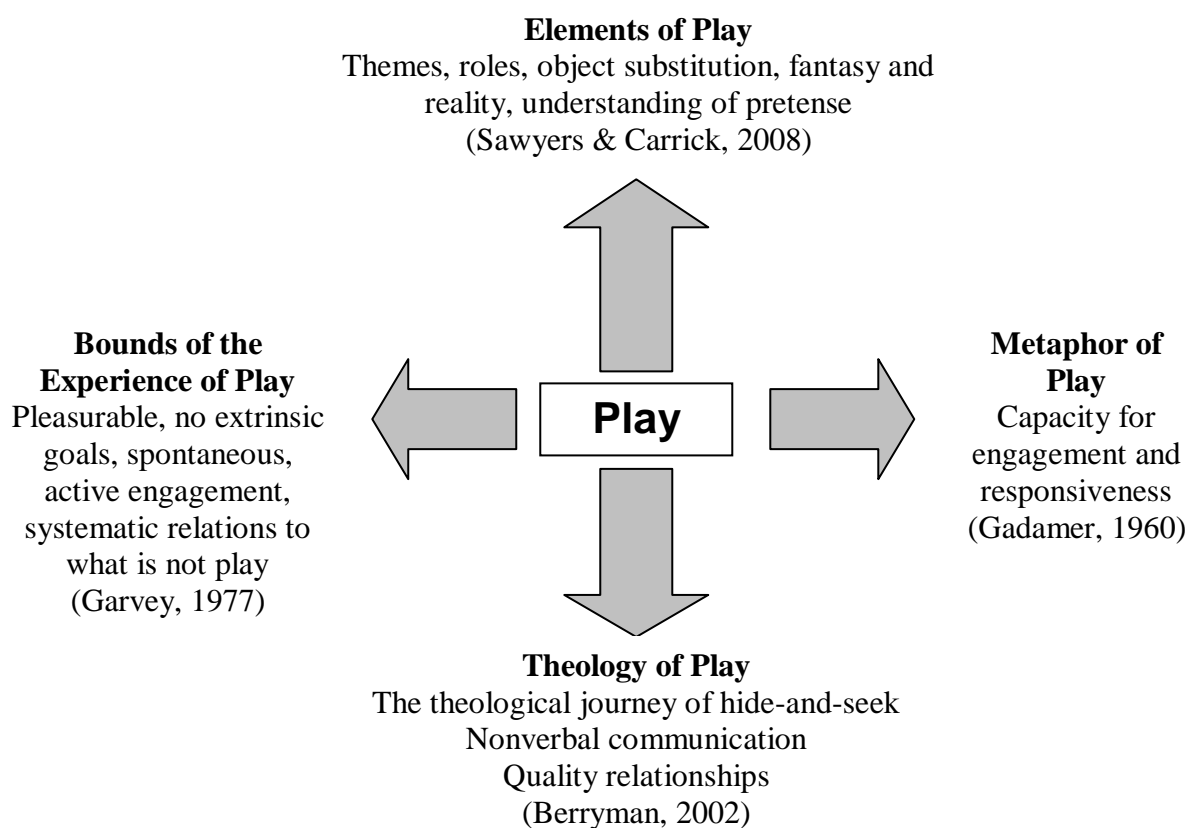 Elements of Play
Themes, roles, object substitution, fantasy and
reality, understanding of pretense
(Sawyers & Carrick, 2008)
Bounds of the
Experience of Play
Pleasurable, no extrinsic
goals, spontaneous,
active engagement,
systematic relations to
what is not play
(Garvey, 1977)
Play
Metaphor of
Play
Capacity for
engagement and
responsiveness
(Gadamer, 1960)
Theology of Play
The theological journey of hide-and-seek
Nonverbal communication
Quality relationships
(Berryman, 2002)